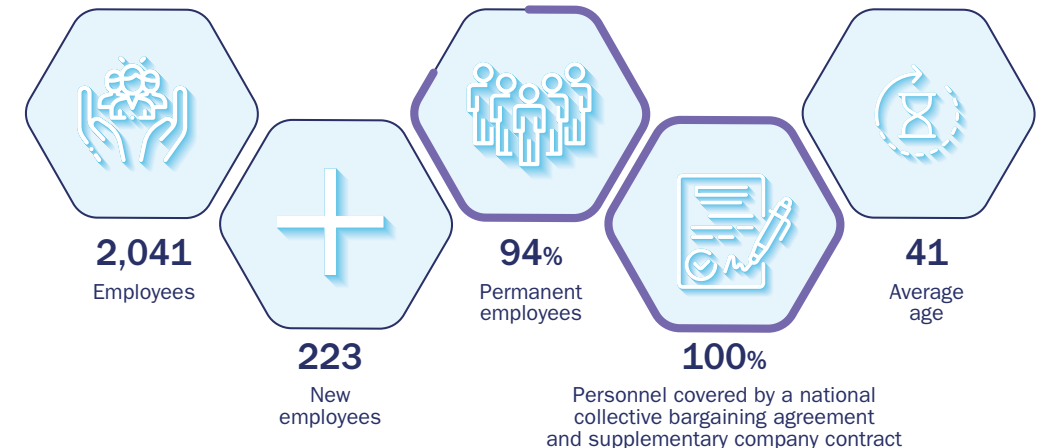 2,041
Employees
223
New
employees
94%
Permanent
employees
100%
Personnel covered by a national
collective bargaining agreement
and supplementary company contract
41
Average
age